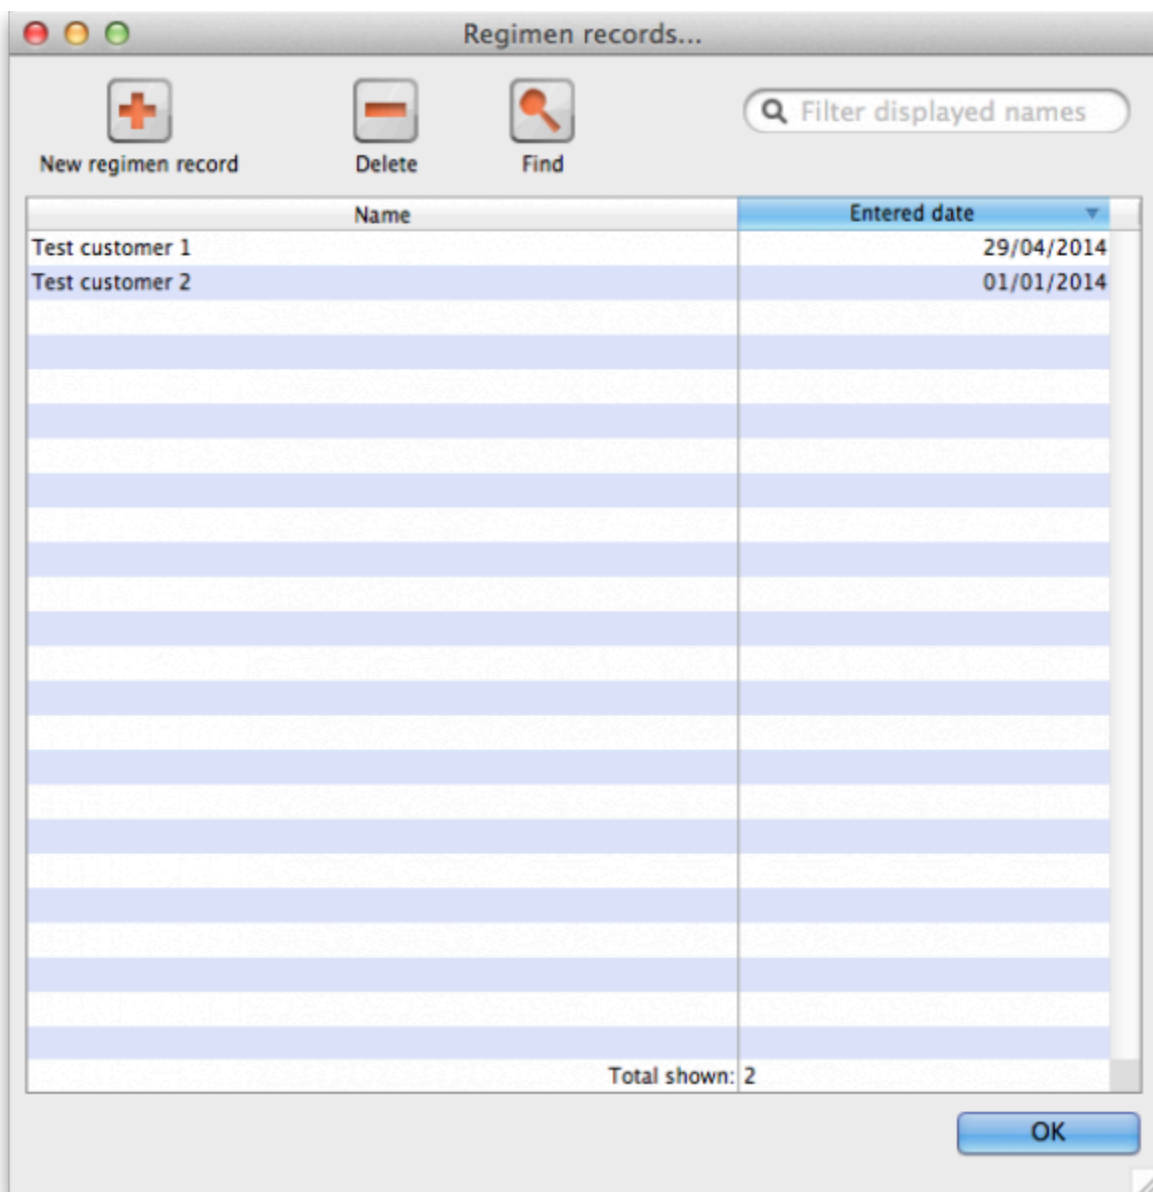 Regimen records...
Filter displayed names
New regimen record Delete Find
Name Entered date
Test customer 1 29/04/2014
Test customer 2 01/01/2014
Total shown: 2
OK